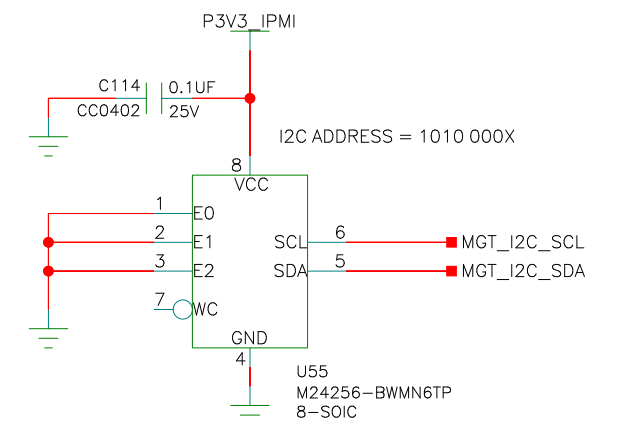 P3V3_IPMI
C114 0.1UF
CC0402 25V
I2C ADDRESS = 1010 000X
8
VCC
1 E0
2 E1 SCL 6 MGT_I2C_SCL
3 E2 SDA 5 MGT_I2C_SDA
7 WC
GND
4
U55
M24256-BWMN6TP
8-SOIC